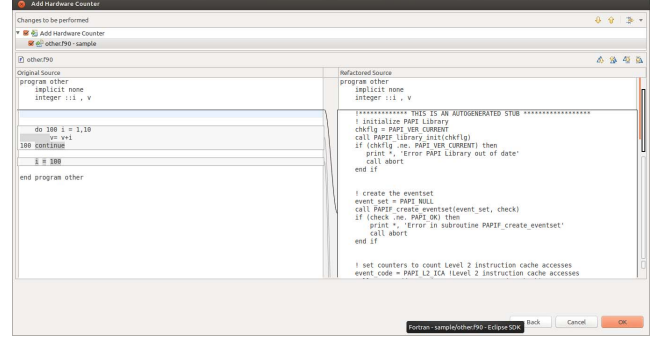 Add Hardware Counter
Changes to be performed
Add Hardware Counter
other.f90 - sample
other.f90
Original Source
program other
implicit none
integer ::i , v
do 100 i = 1,10
v= v+i
100 continue
i = 100
end program other
Refactored Source
program other
implicit none
integer ::i , v
!************* THIS IS AN AUTOGENERATED STUB ******************
! initialize PAPI Library
chkflg = PAPI_VER_CURRENT
call PAPIF_library_init(chkflg)
if (chkflg .ne. PAPI_VER_CURRENT) then
print *, 'Error PAPI Library out of date'
call abort
end if
! create the eventset
event_set = PAPI_NULL
call PAPIF_create_eventset(event_set, check)
if (check .ne. PAPI_OK) then
print *, 'Error in subroutine PAPIF_create_eventset'
call abort
end if
! set counters to count Level 2 instruction cache accesses
event_code = PAPI_L2_ICA !Level 2 instruction cache accesses
Fortran - sample/other.f90 - Eclipse SDK
Back
Cancel
OK